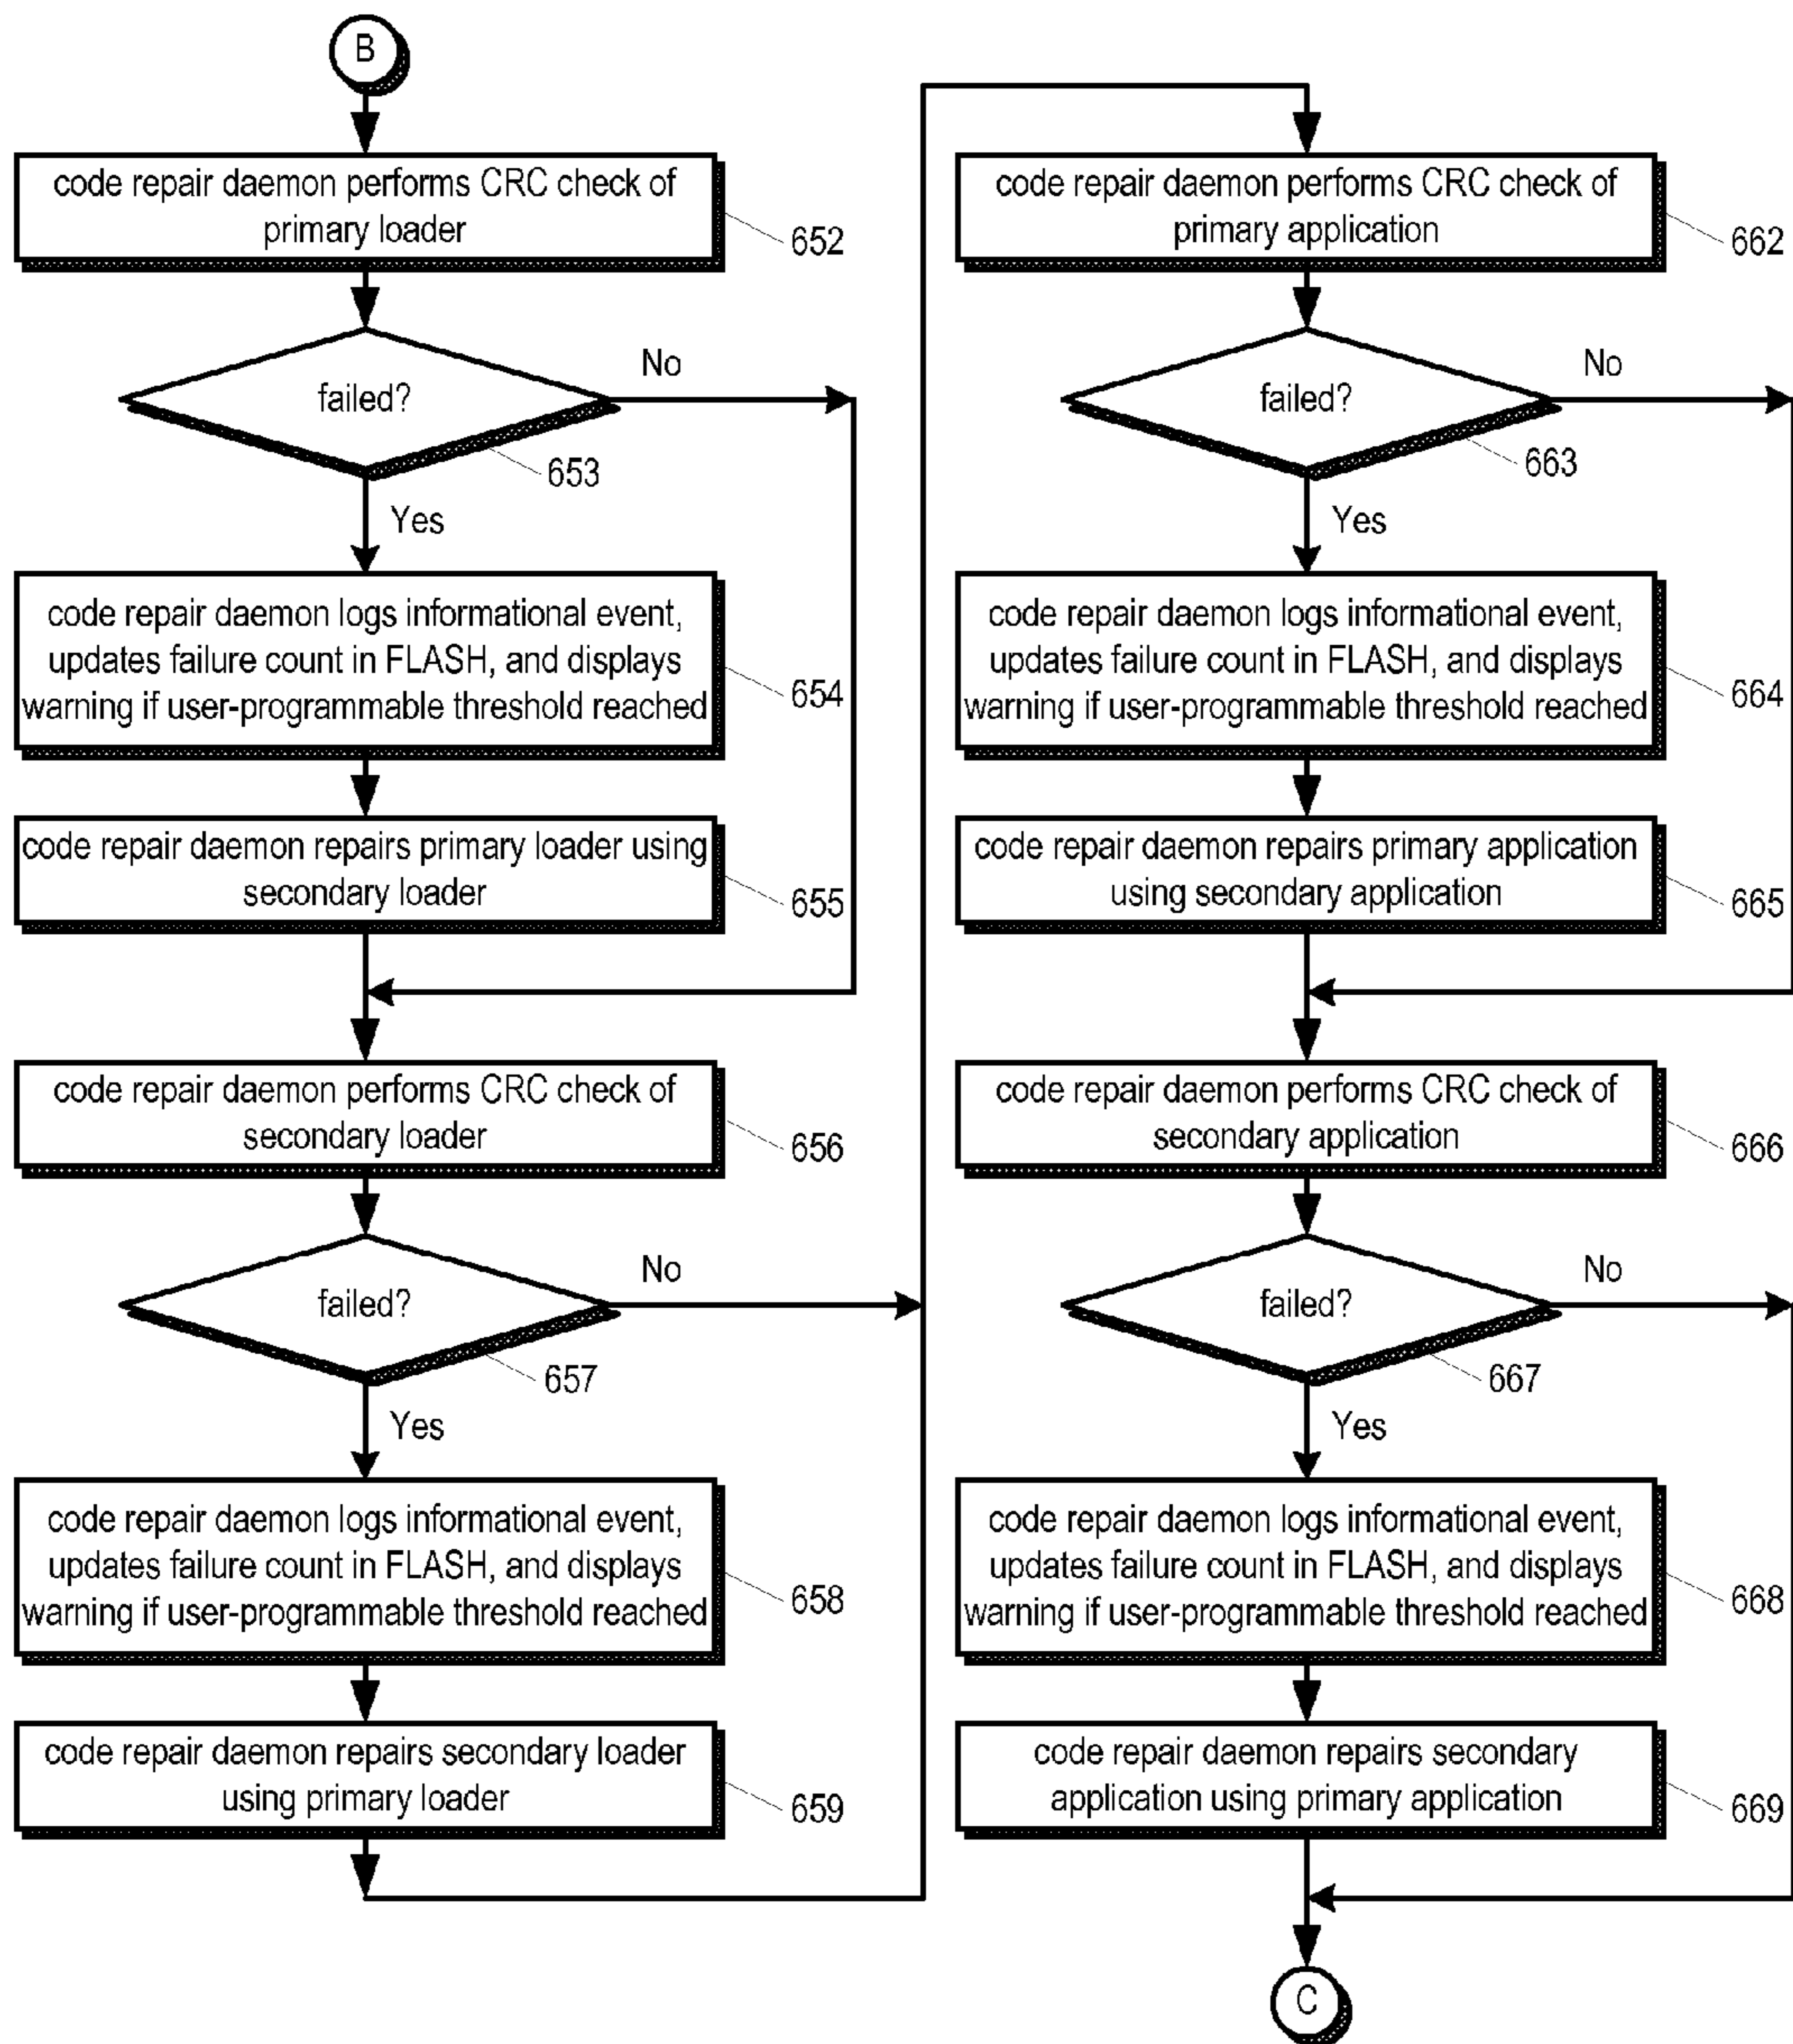 B
code repair daemon performs CRC check of
primary loader
652
failed?
No
653
Yes
code repair daemon logs informational event,
updates failure count in FLASH, and displays
warning if user-programmable threshold reached
654
code repair daemon repairs primary loader using
secondary loader
655
code repair daemon performs CRC check of
secondary loader
656
failed?
No
657
Yes
code repair daemon logs informational event,
updates failure count in FLASH, and displays
warning if user-programmable threshold reached
658
code repair daemon repairs secondary loader
using primary loader
659
code repair daemon performs CRC check of
primary application
662
failed?
No
663
Yes
code repair daemon logs informational event,
updates failure count in FLASH, and displays
warning if user-programmable threshold reached
664
code repair daemon repairs primary application
using secondary application
665
code repair daemon performs CRC check of
secondary application
666
failed?
No
667
Yes
code repair daemon logs informational event,
updates failure count in FLASH, and displays
warning if user-programmable threshold reached
668
code repair daemon repairs secondary
application using primary application
669
C